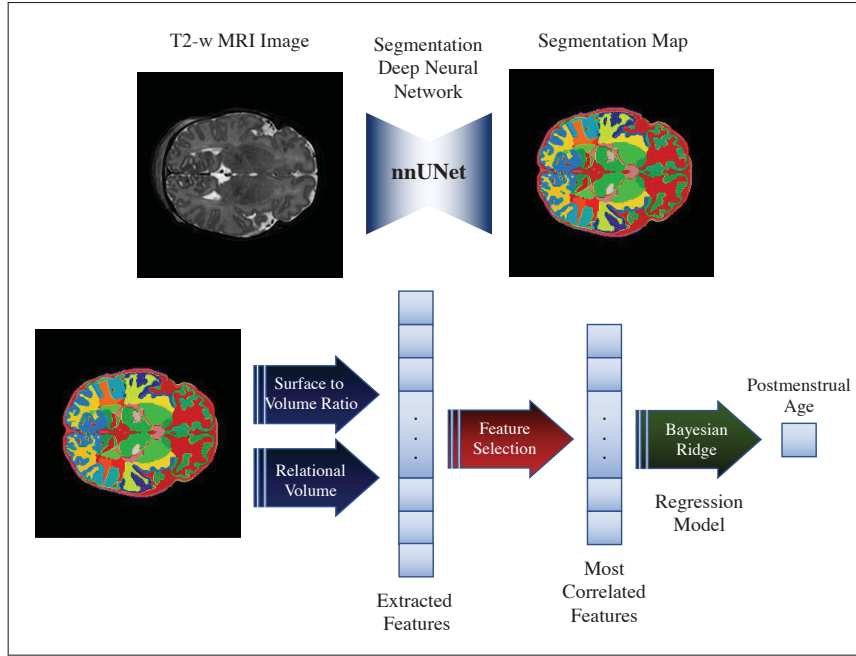 T2-w MRI Image
Segmentation
Deep Neural
Network
Segmentation Map
nnUNet
Surface to
Volume Ratio
Relational
Volume
Extracted
Features
Feature
Selection
Most
Correlated
Features
Bayesian
Ridge
Regression
Model
Postmenstrual
Age